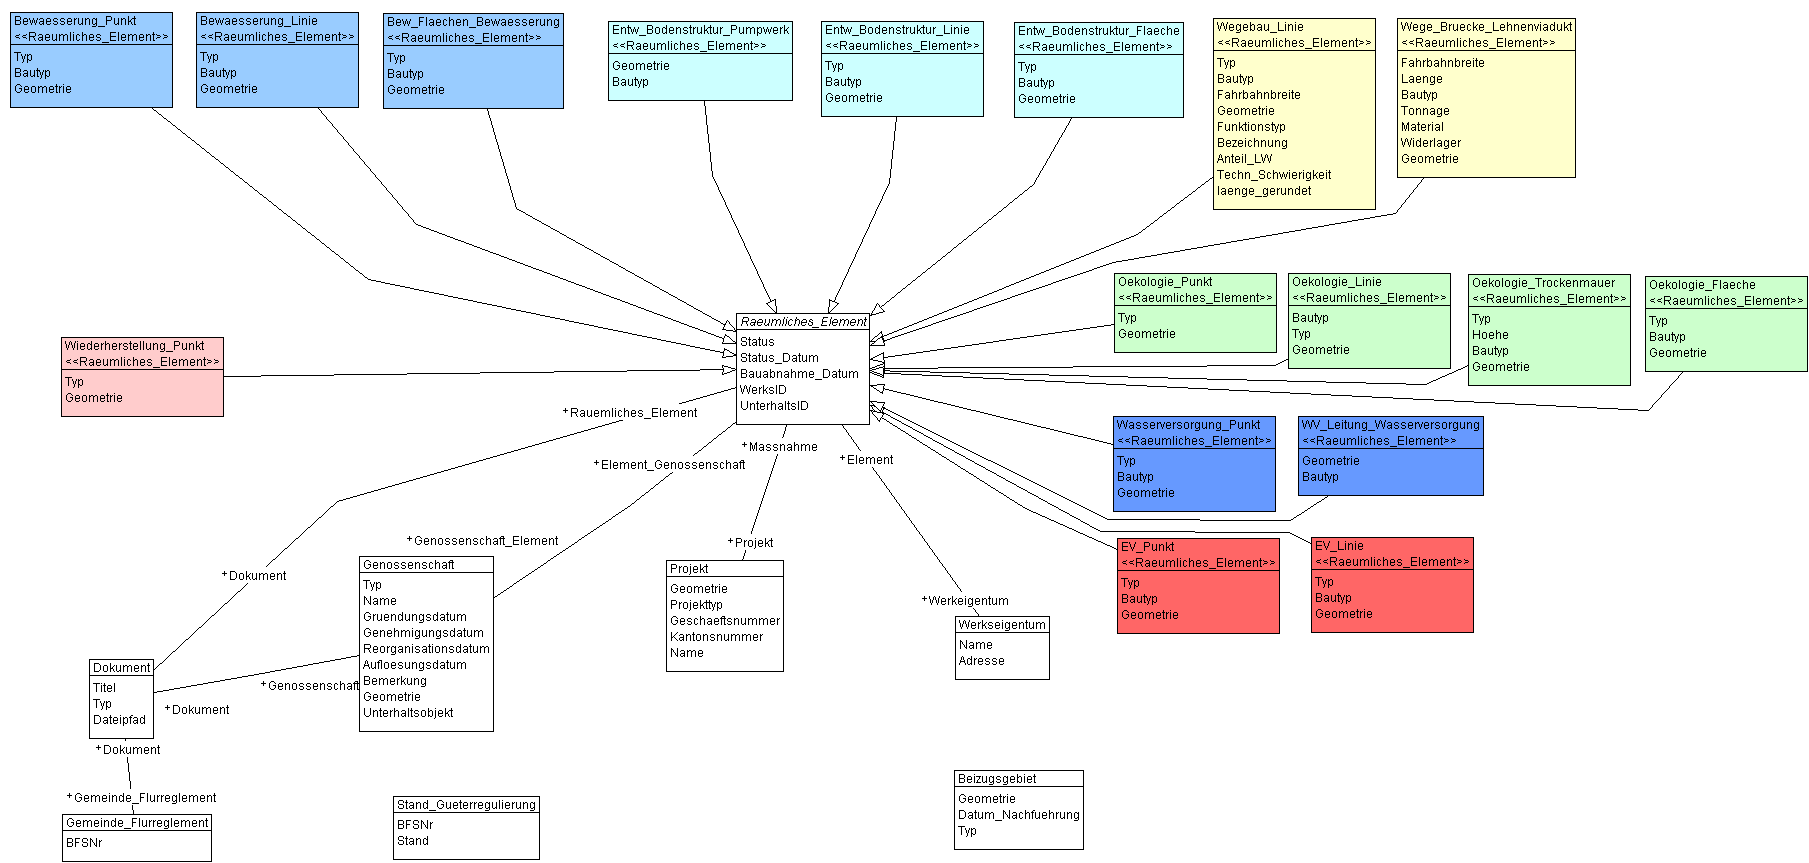 Bewaesserung_Punkt
<<Raeumliches_Element>>
Typ
Bautyp
Geometrie
Bewaesserung_Linie
<<Raeumliches_Element>>
Typ
Bautyp
Geometrie
Bew_Flaechen_Bewaesserung
<<Raeumliches_Element>>
Typ
Bautyp
Geometrie
Entw_Bodenstruktur_Pumpwerk
<<Raeumliches_Element>>
Geometrie
Bautyp
Entw_Bodenstruktur_Linie
<<Raeumliches_Element>>
Typ
Bautyp
Geometrie
Entw_Bodenstruktur_Flaeche
<<Raeumliches_Element>>
Typ
Bautyp
Geometrie
Wegebau_Linie
<<Raeumliches_Element>>
Typ
Bautyp
Fahrbahnbreite
Geometrie
Funktionstyp
Bezeichnung
Anteil_LW
Techn_Schwierigkeit
laenge_gerundet
Wege_Bruecke_Lehnenviadukt
<<Raeumliches_Element>>
Fahrbahnbreite
Laenge
Bautyp
Tonnage
Material
Widerlager
Geometrie
Oekologie_Punkt
<<Raeumliches_Element>>
Typ
Geometrie
Oekologie_Linie
<<Raeumliches_Element>>
Bautyp
Typ
Geometrie
Oekologie_Trockenmauer
<<Raeumliches_Element>>
Typ
Hoehe
Bautyp
Geometrie
Oekologie_Flaeche
<<Raeumliches_Element>>
Typ
Bautyp
Geometrie
Raeumliches_Element
Status
Status_Datum
Bauabnahme_Datum
WerksID
UnterhaltsID
Wiederherstellung_Punkt
<<Raeumliches_Element>>
Typ
Geometrie
+Rauemliches_Element
+Element_Genossenschaft
+Massnahme
+Element
Wasserversorgung_Punkt
<<Raeumliches_Element>>
Typ
Bautyp
Geometrie
WV_Leitung_Wasserversorgung
<<Raeumliches_Element>>
Geometrie
Bautyp
+Genossenschaft_Element
+Projekt
+Dokument
+Werkeigentum
EV_Punkt
<<Raeumliches_Element>>
Typ
Bautyp
Geometrie
EV_Linie
<<Raeumliches_Element>>
Typ
Bautyp
Geometrie
Genossenschaft
Typ
Name
Gruendungsdatum
Genehmigungsdatum
Reorganisationsdatum
Aufloesungsdatum
Bemerkung
Geometrie
Unterhaltsobjekt
Projekt
Geometrie
Projekttyp
Geschaeftsnummer
Kantonsnummer
Name
Werkseigentum
Name
Adresse
Dokument
Titel
Typ
Dateipfad
+Genossenschaft
+Dokument
+Dokument
+Gemeinde_Flurreglement
Gemeinde_Flurreglement
BFSNr
Stand_Gueterregulierung
BFSNr
Stand
Beizugsgebiet
Geometrie
Datum_Nachfuehrung
Typ